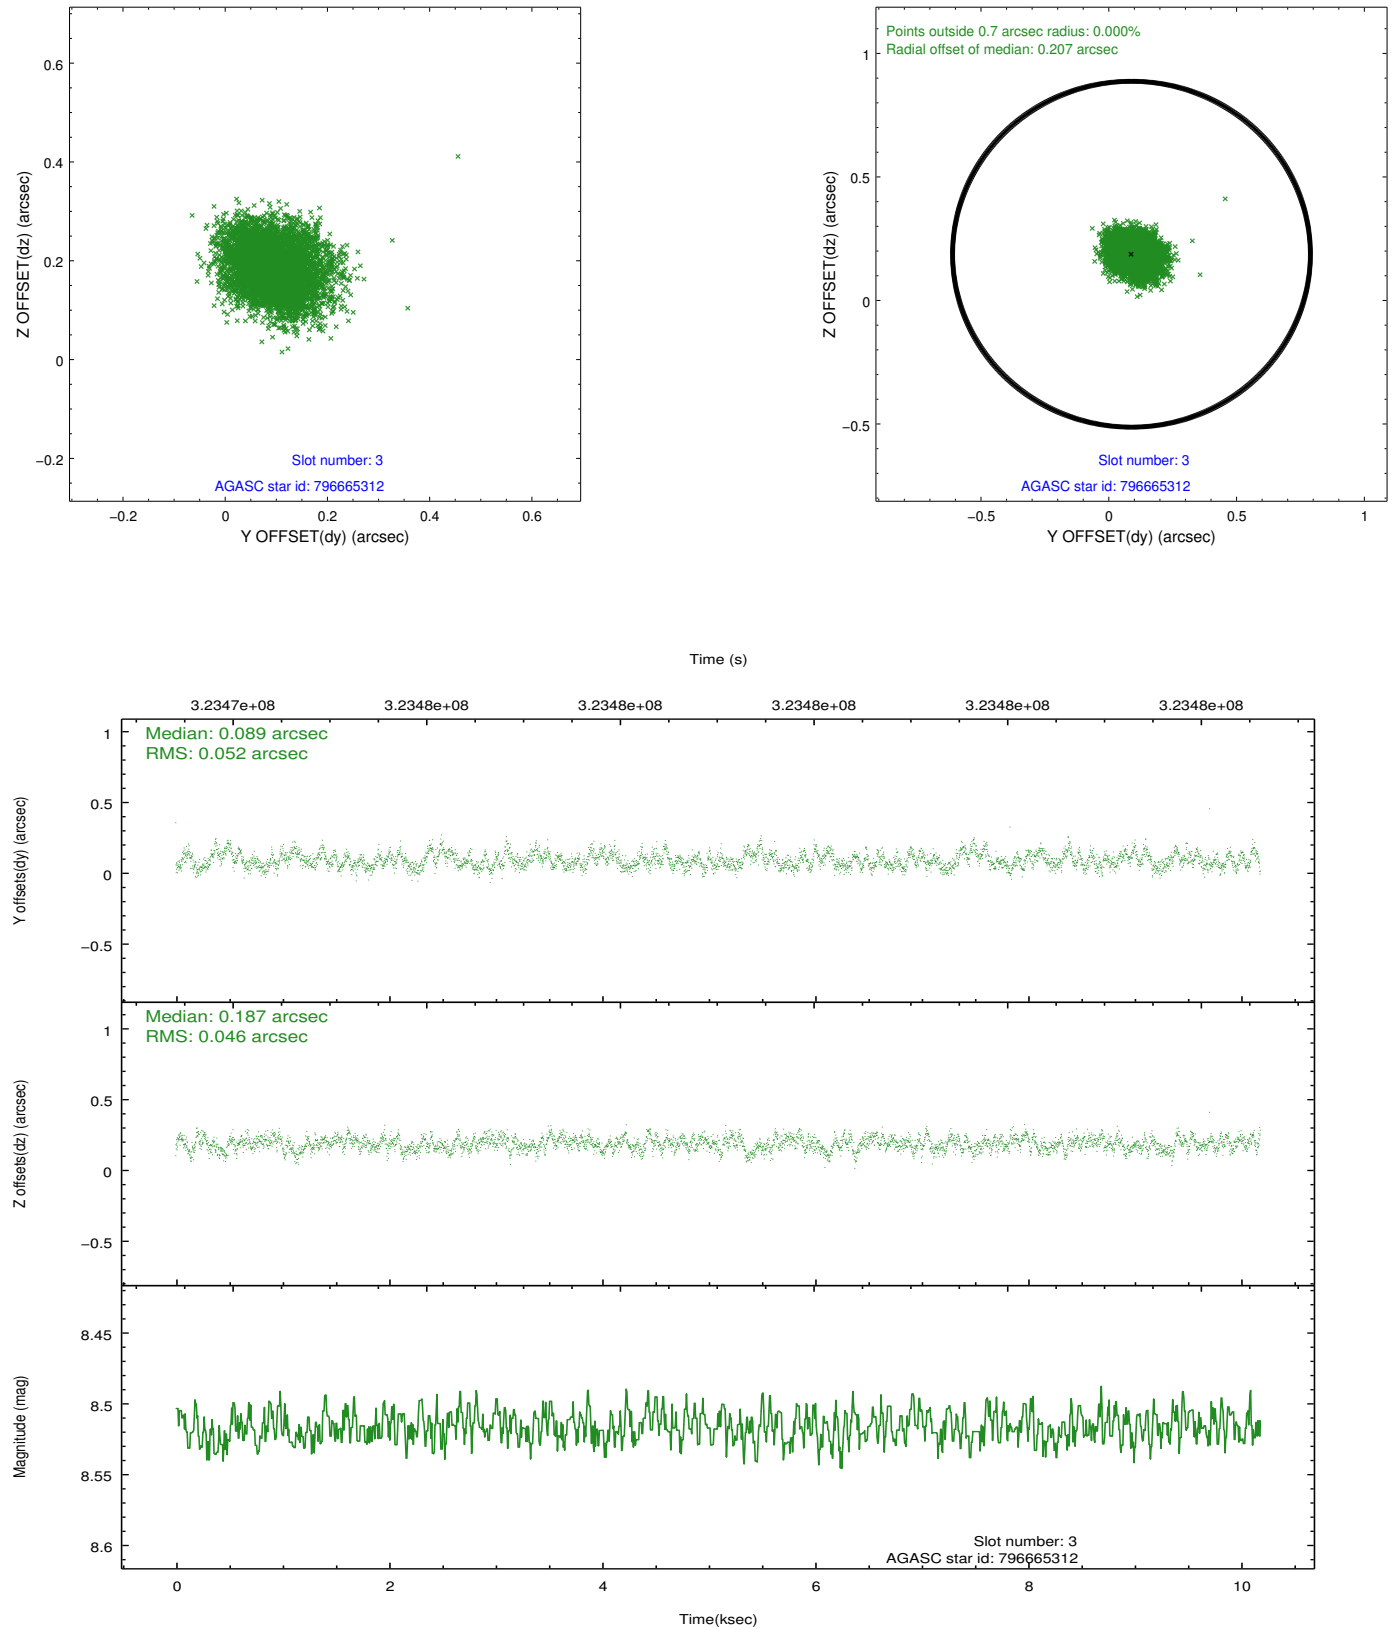 0.6
0.4
0.2
0
−0.2
Z OFFSET(dz) (arcsec)
Slot number: 3
AGASC star id: 796665312
−0.2 0 0.2 0.4 0.6
Y OFFSET(dy) (arcsec)
Points outside 0.7 arcsec radius: 0.000%
Radial offset of median: 0.207 arcsec
1
0.5
0
−0.5
Z OFFSET(dz) (arcsec)
Slot number: 3
AGASC star id: 796665312
−0.5 0 0.5 1
Y OFFSET(dy) (arcsec)
Time (s)
3.2347e+08 3.2348e+08 3.2348e+08 3.2348e+08 3.2348e+08 3.2348e+08
Median: 0.089 arcsec
RMS: 0.052 arcsec
1
0.5
0
−0.5
Y offsets(dy) (arcsec)
Median: 0.187 arcsec
RMS: 0.046 arcsec
1
0.5
0
−0.5
Z offsets(dz) (arcsec)
8.45
8.5
8.55
8.6
Magnitude (mag)
Slot number: 3
AGASC star id: 796665312
0 2 4 6 8 10
Time(ksec)